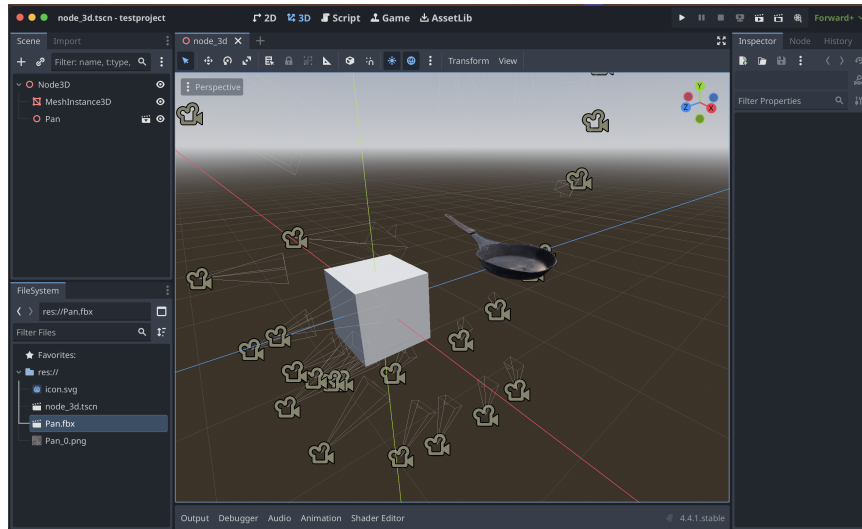 node_3d.tscn - testproject
2D 3D Script Game AssetLib
Forward+
Scene Import
Filter: name, t:type,
Node3D
MeshInstance3D
Pan
FileSystem
res://Pan.fbx
Filter Files
Favorites:
res://
icon.svg
node_3d.tscn
Pan.fbx
Pan_0.png
node_3d
Transform View
Perspective
Y
Z
X
Output Debugger Audio Animation Shader Editor
4.4.1.stable
Inspector Node History
Filter Properties